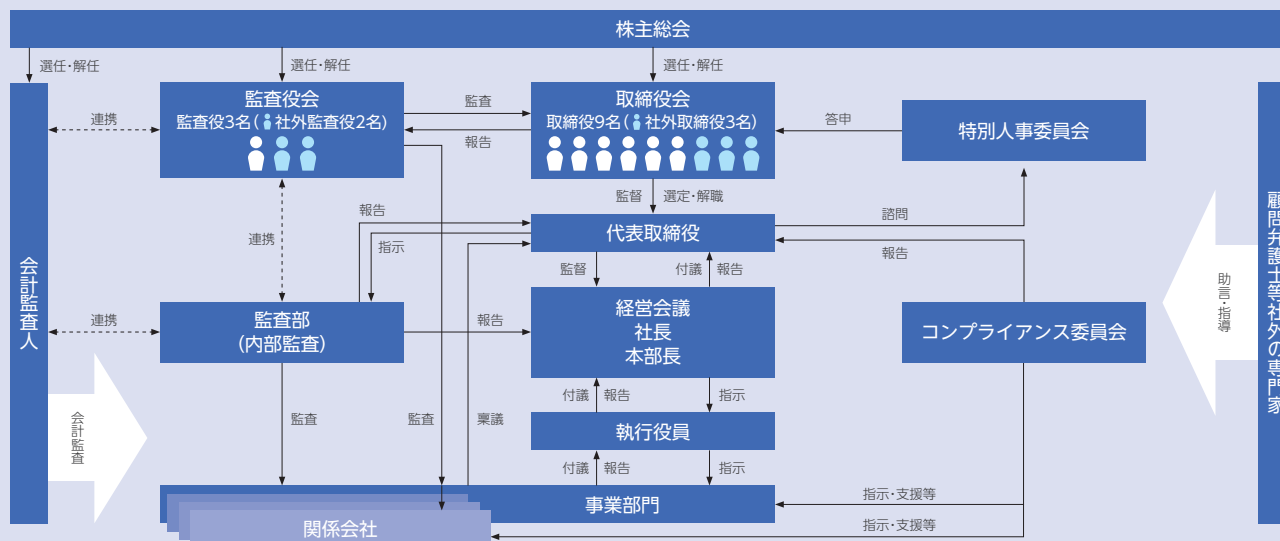 株主総会
選任・解任
選任・解任
選任・解任
監査役会
監査役3名(社外監査役2名)
取締役会
取締役9名(社外取締役3名)
特別人事委員会
連携
監査
報告
答申
監督
選定・解職
報告
指示
代表取締役
諮問
報告
連携
監督
付議
報告
会計監査人
連携
監査部
(内部監査)
報告
経営会議
社長
本部長
コンプライアンス委員会
助言・指導
顧問弁護士等社外の専門家
会計監査
付議
報告
指示
監査
監査
稟議
執行役員
付議
報告
指示
事業部門
指示・支援等
関係会社
指示・支援等